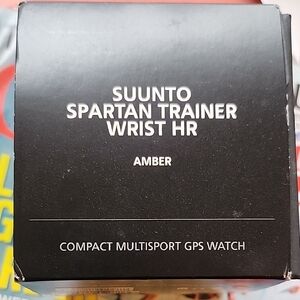 SUUNTO
SPARTAN TRAINER
WRIST HR
AMBER
COMPACT MULTISPORT GPS WATCH